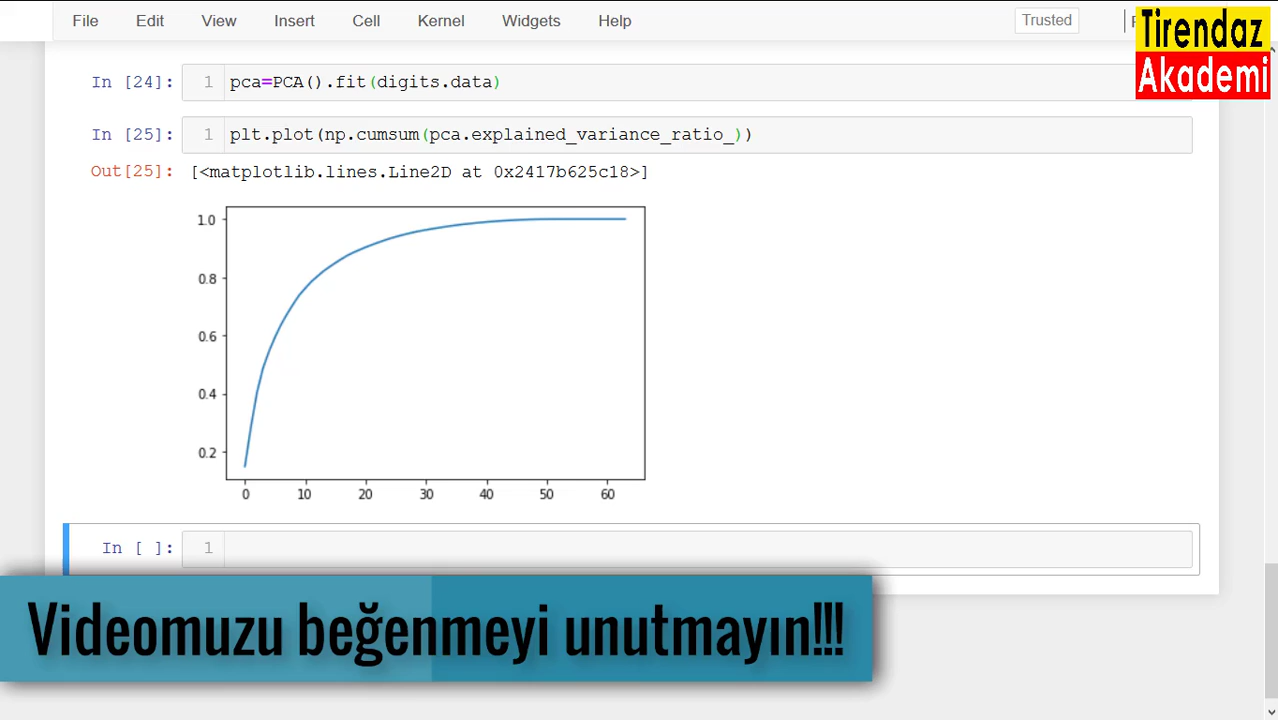 File Edit View Insert Cell Kernel Widgets Help Trusted
Tirendaz
Akademi
In [24]: 1 pca=PCA().fit(digits.data)
In [25]: 1 plt.plot(np.cumsum(pca.explained_variance_ratio_))
Out[25]: [<matplotlib.lines.Line2D at 0x2417b625c18>]
1.0
0.8
0.6
0.4
0.2
0 10 20 30 40 50 60
In [ ]: 1
Videomuzu beğenmeyi unutmayın!!!